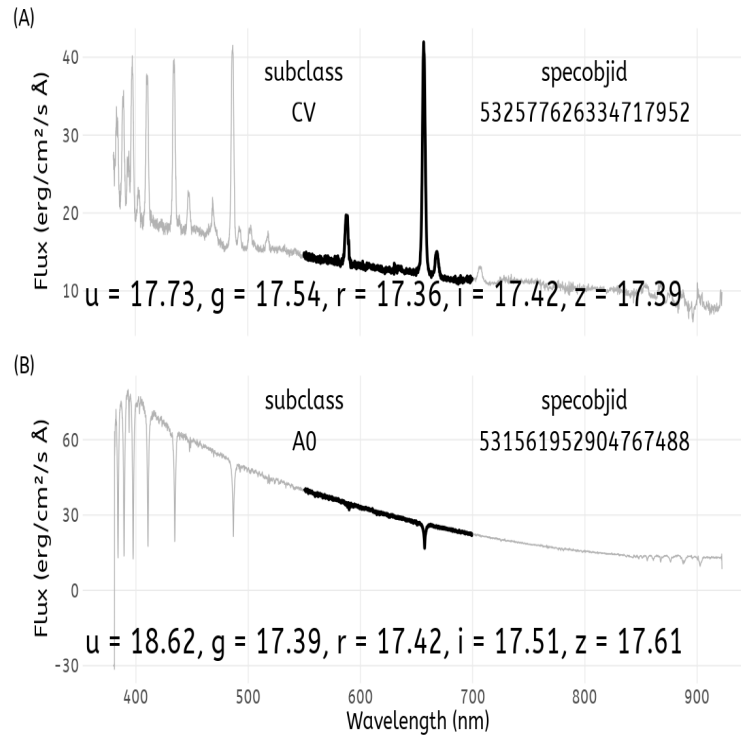 (A)
40
30
20
10
Flux (erg/cm²/s Å)
subclass specobjid
CV 532577626334717952
u = 17.73, g = 17.54, r = 17.36, i = 17.42, z = 17.39
(B)
60
30
0
-30
Flux (erg/cm²/s Å)
subclass specobjid
A0 531561952904767488
u = 18.62, g = 17.39, r = 17.42, i = 17.51, z = 17.61
400 500 600 700 800 900
Wavelength (nm)